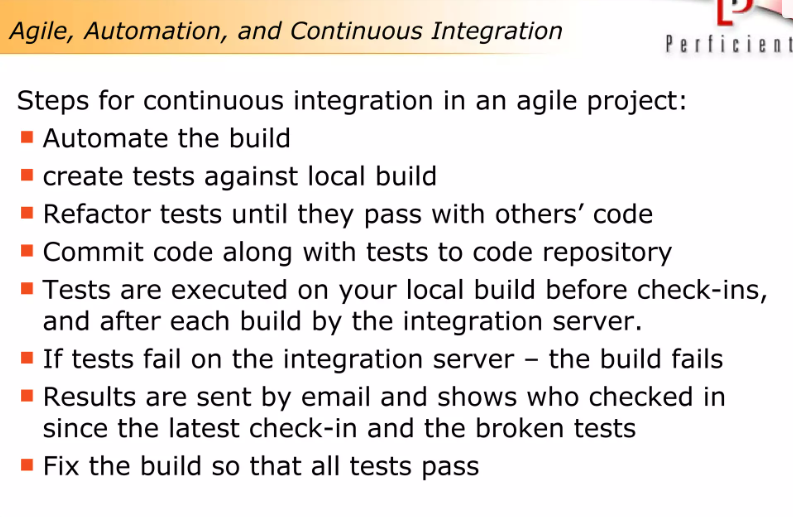 Agile, Automation, and Continuous Integration
Perficient
Steps for continuous integration in an agile project:
Automate the build
create tests against local build
Refactor tests until they pass with others’ code
Commit code along with tests to code repository
Tests are executed on your local build before check-ins,
and after each build by the integration server.
If tests fail on the integration server – the build fails
Results are sent by email and shows who checked in
since the latest check-in and the broken tests
Fix the build so that all tests pass